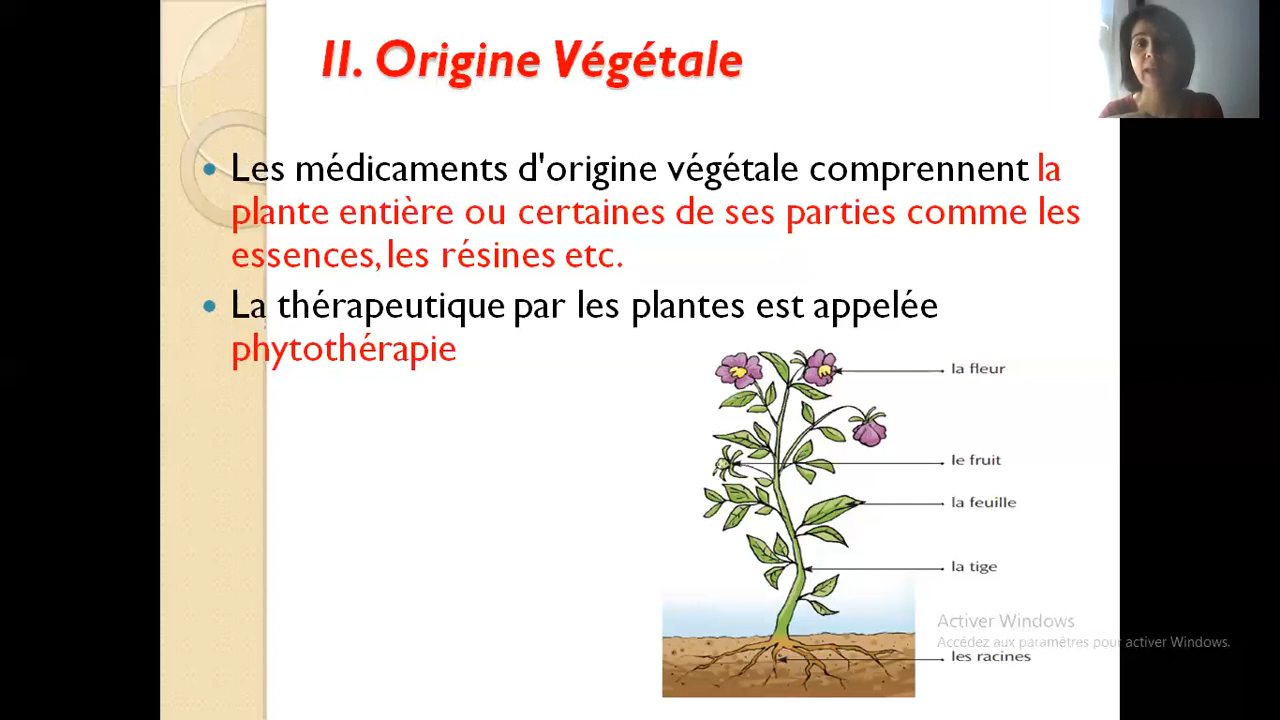 II. Origine Végétale
Les médicaments d'origine végétale comprennent la
plante entière ou certaines de ses parties comme les
essences, les résines etc.
La thérapeutique par les plantes est appelée
phytothérapie
la fleur
le fruit
la feuille
la tige
Activer Windows
Accédez aux paramètres pour activer Windows.
les racines